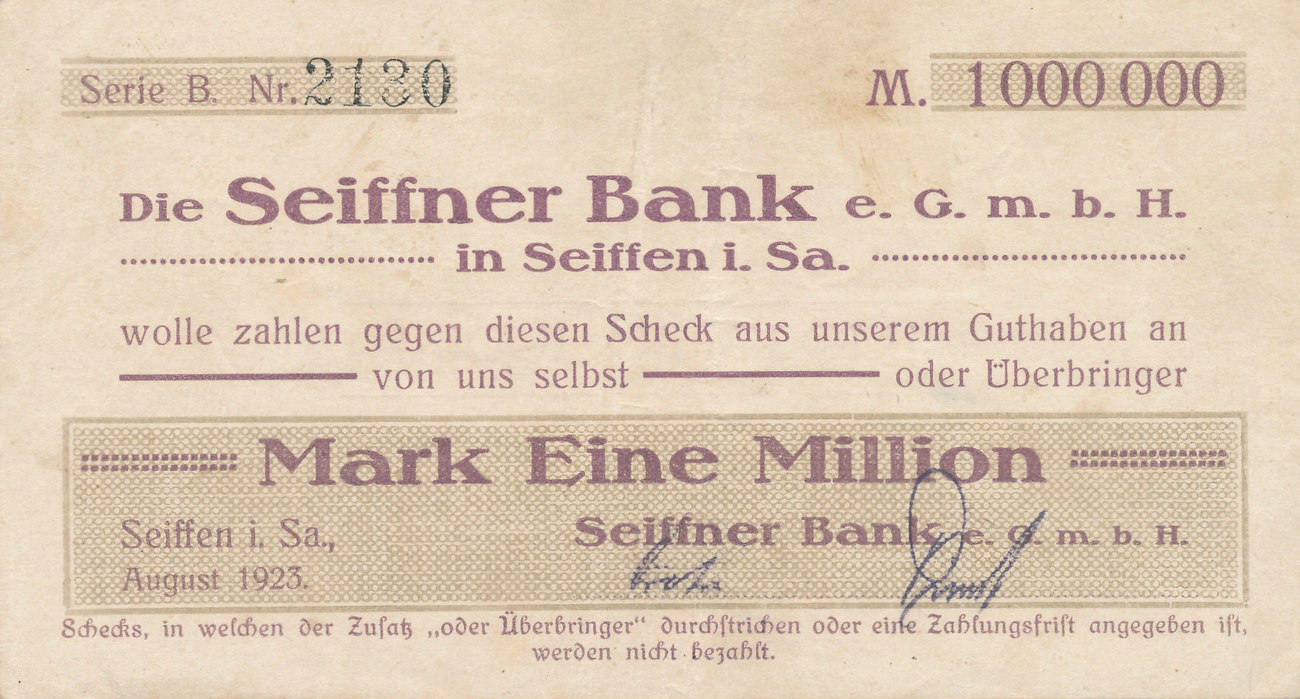 Serie B. Nr. 2130
M. 1000000
Die Seiffner Bank e. G. m. b. H.
in Seiffen i. Sa.
wolle zahlen gegen diesen Scheck aus unserem Guthaben an
von uns selbst oder Überbringer
Mark Eine Million
Seiffen i. Sa.,
August 1923.
Seiffner Bank e. G. m. b. H.
Schecks, in welchen der Zuſatz „oder Überbringer“ durchſtrichen oder eine Zahlungsfriſt angegeben iſt,
werden nicht bezahlt.